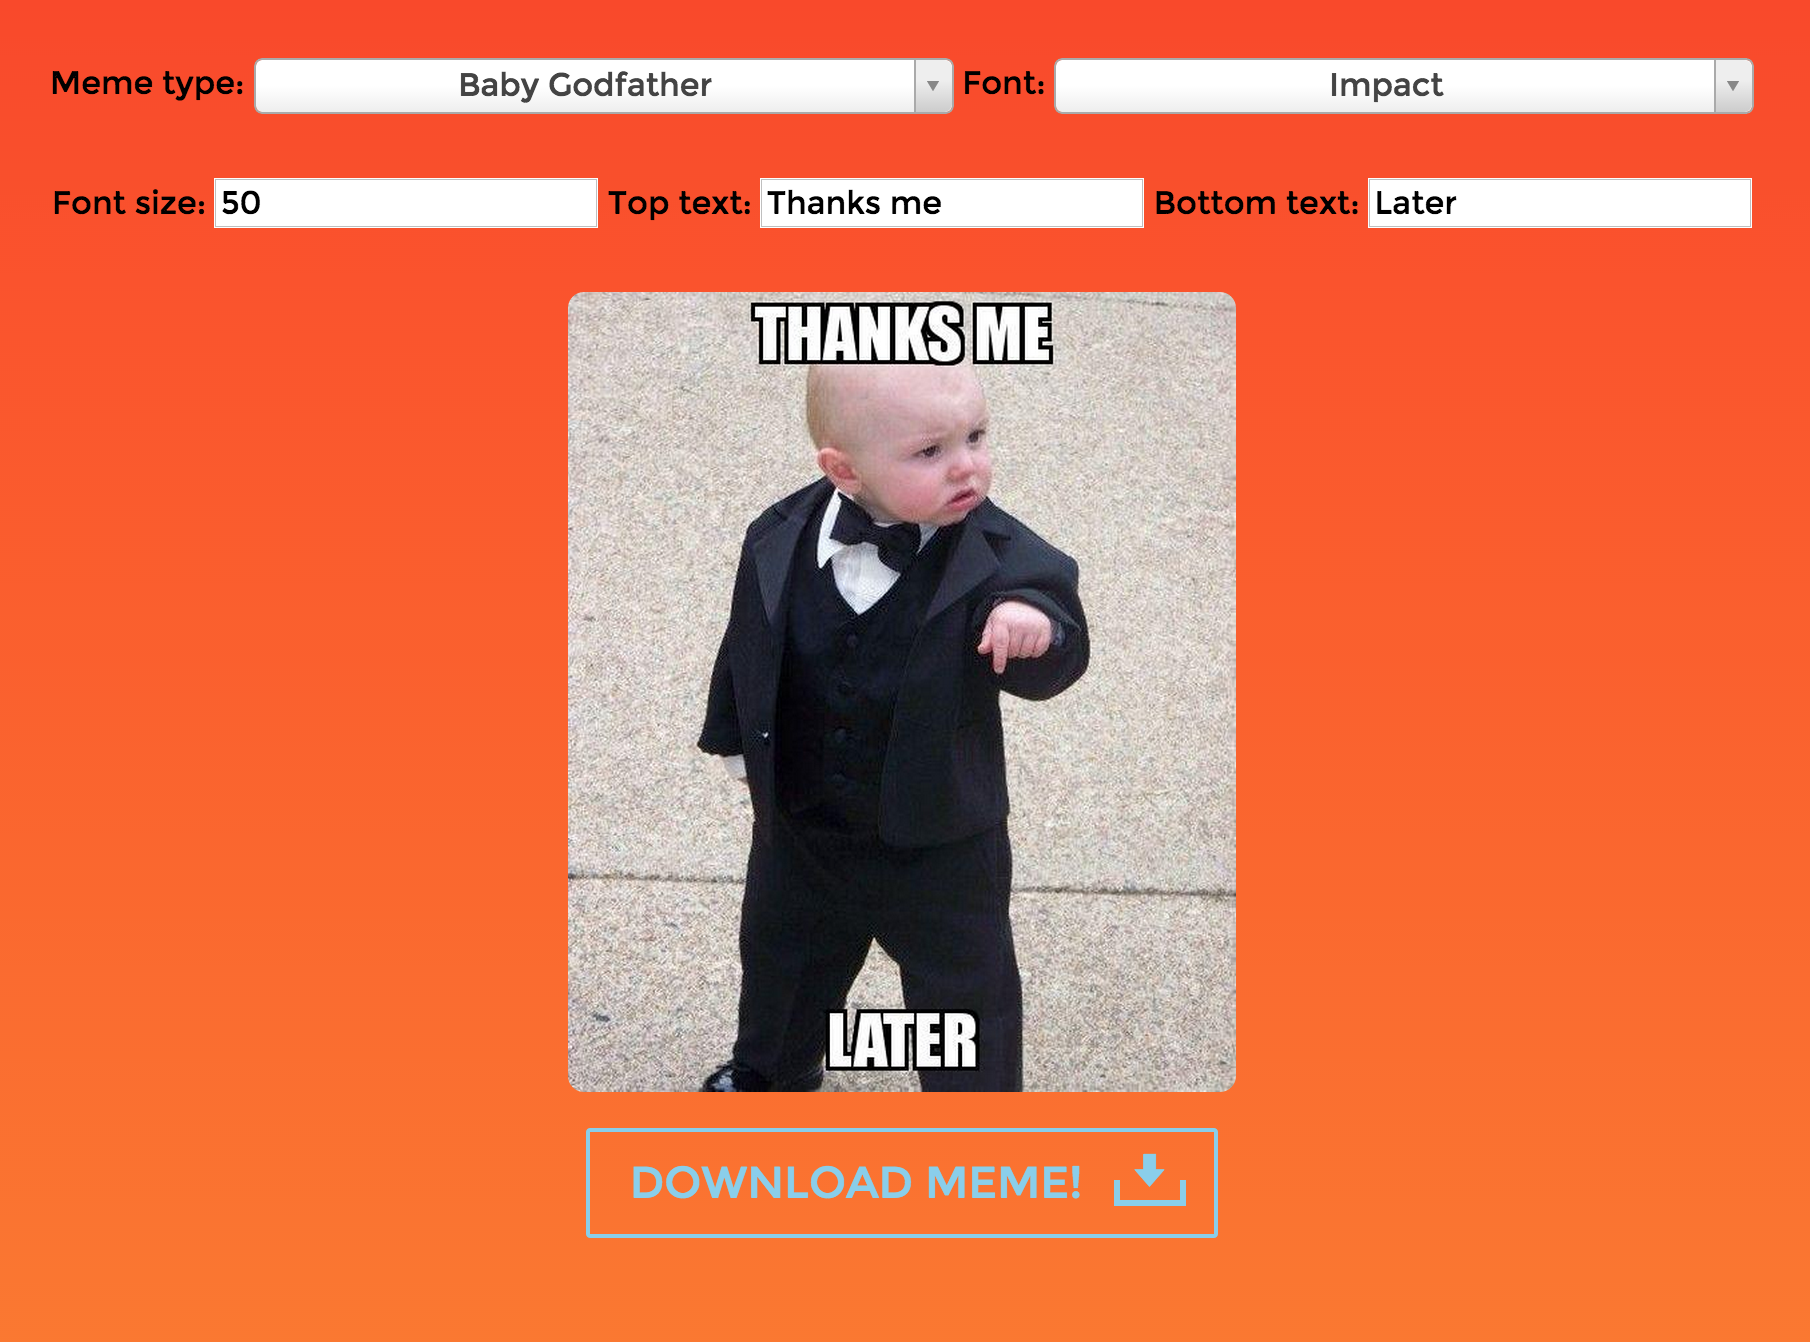 Meme type: Baby Godfather Font: Impact
Font size: 50 Top text: Thanks me Bottom text: Later
THANKS ME
LATER
DOWNLOAD MEME!